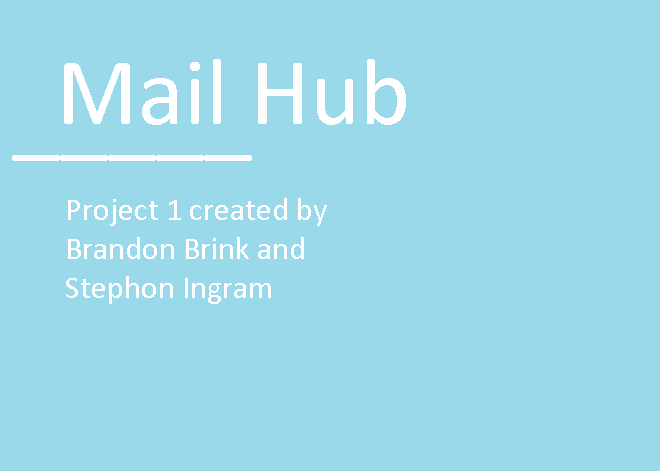 Mail Hub
Project 1 created by
Brandon Brink and
Stephon Ingram